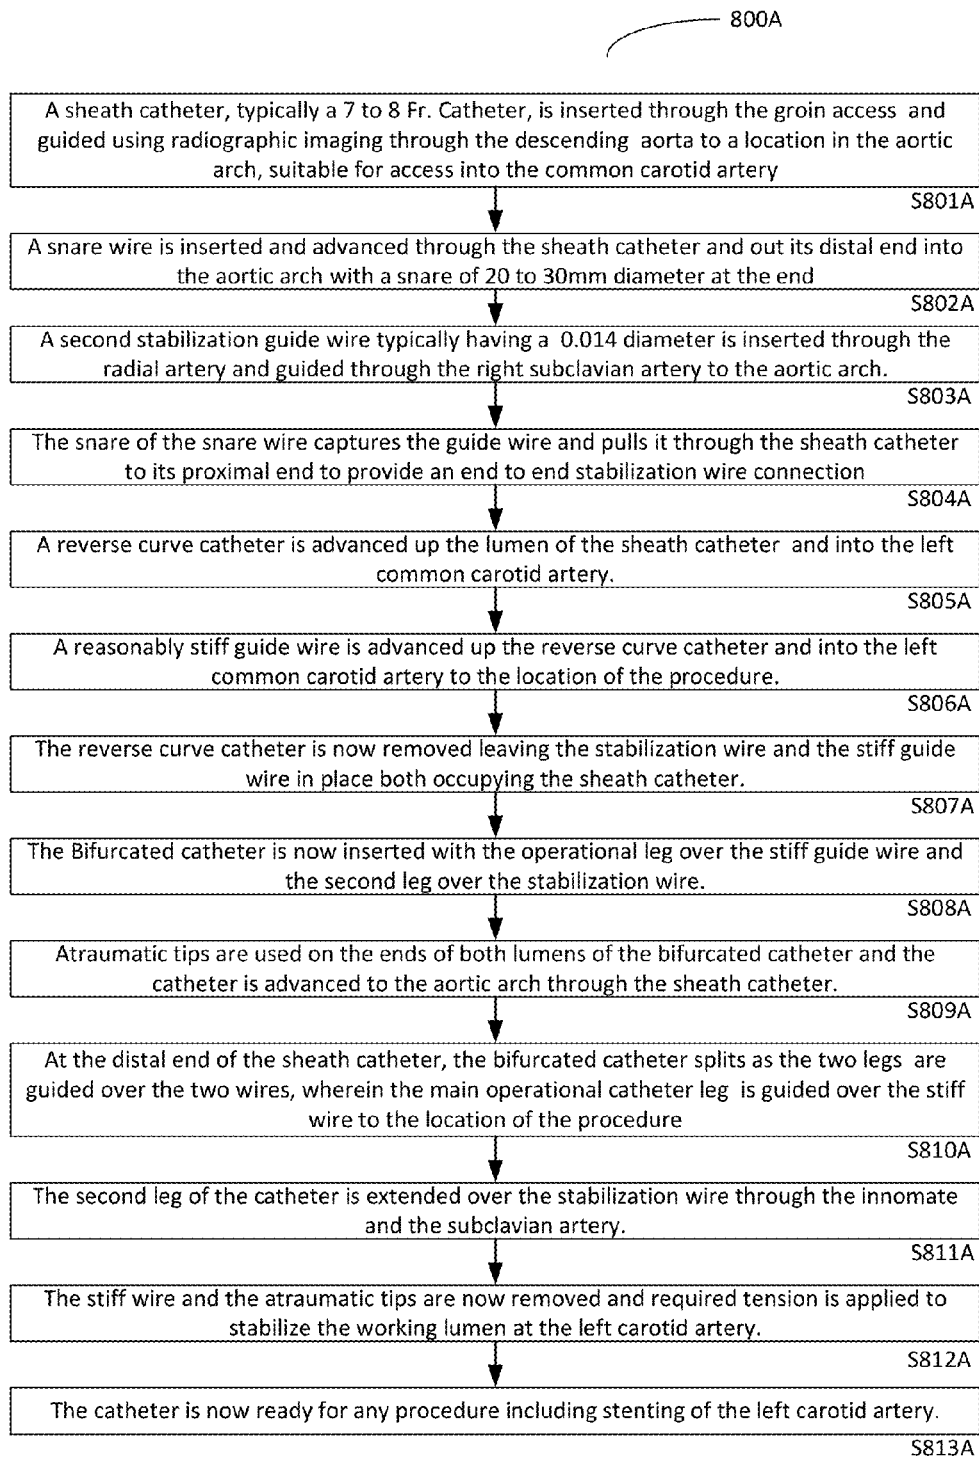 800A
A sheath catheter, typically a 7 to 8 Fr. Catheter, is inserted through the groin access and
guided using radiographic imaging through the descending aorta to a location in the aortic
arch, suitable for access into the common carotid artery
S801A
A snare wire is inserted and advanced through the sheath catheter and out its distal end into
the aortic arch with a snare of 20 to 30mm diameter at the end
S802A
A second stabilization guide wire typically having a 0.014 diameter is inserted through the
radial artery and guided through the right subclavian artery to the aortic arch.
S803A
The snare of the snare wire captures the guide wire and pulls it through the sheath catheter
to its proximal end to provide an end to end stabilization wire connection
S804A
A reverse curve catheter is advanced up the lumen of the sheath catheter and into the left
common carotid artery.
S805A
A reasonably stiff guide wire is advanced up the reverse curve catheter and into the left
common carotid artery to the location of the procedure.
S806A
The reverse curve catheter is now removed leaving the stabilization wire and the stiff guide
wire in place both occupying the sheath catheter.
S807A
The Bifurcated catheter is now inserted with the operational leg over the stiff guide wire and
the second leg over the stabilization wire.
S808A
Atraumatic tips are used on the ends of both lumens of the bifurcated catheter and the
catheter is advanced to the aortic arch through the sheath catheter.
S809A
At the distal end of the sheath catheter, the bifurcated catheter splits as the two legs are
guided over the two wires, wherein the main operational catheter leg is guided over the stiff
wire to the location of the procedure
S810A
The second leg of the catheter is extended over the stabilization wire through the innomate
and the subclavian artery.
S811A
The stiff wire and the atraumatic tips are now removed and required tension is applied to
stabilize the working lumen at the left carotid artery.
S812A
The catheter is now ready for any procedure including stenting of the left carotid artery.
S813A